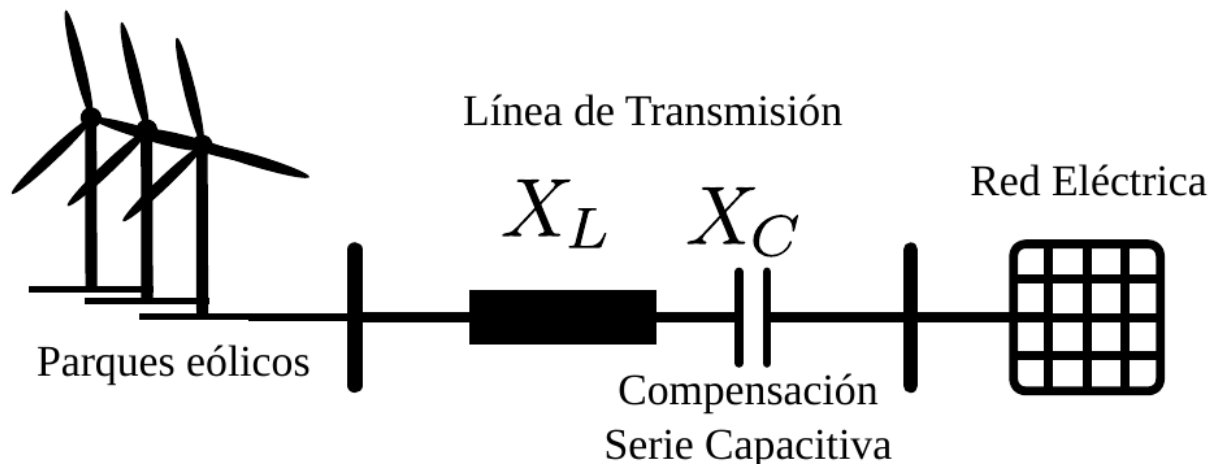 Línea de Transmisión
Red Eléctrica
X_L
X_C
Parques eólicos
Compensación
Serie Capacitiva